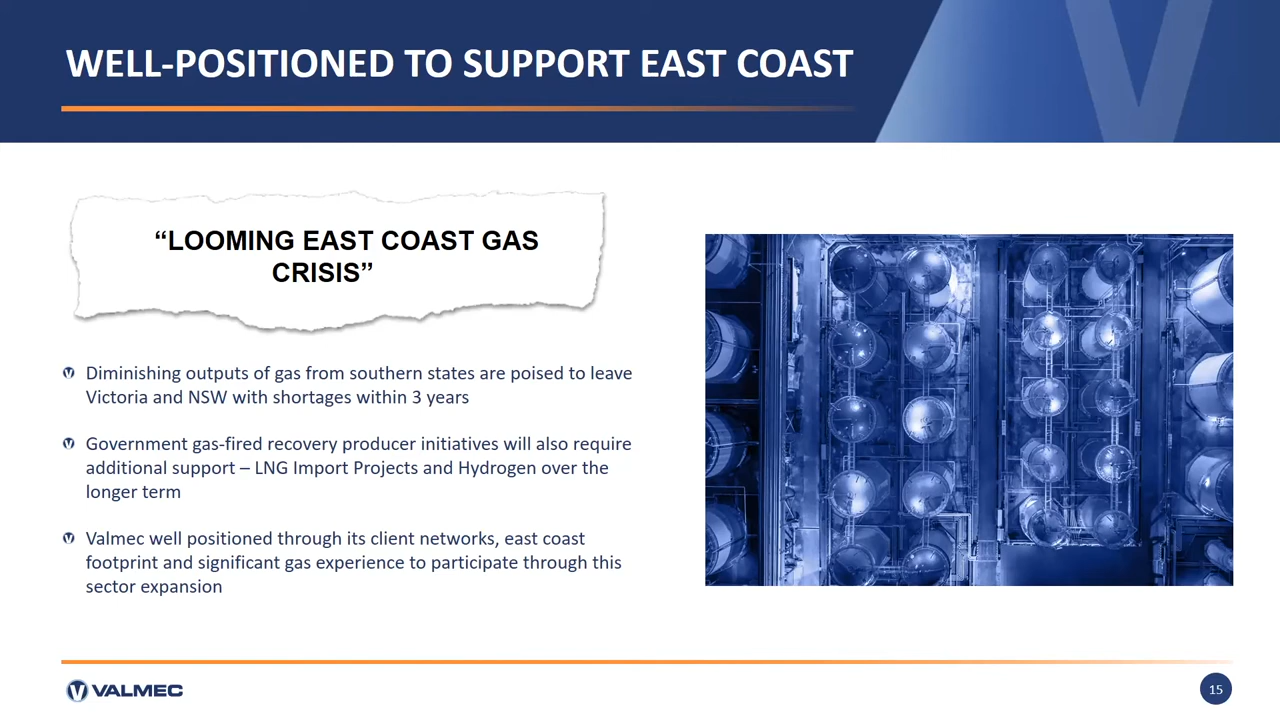 WELL-POSITIONED TO SUPPORT EAST COAST
“LOOMING EAST COAST GAS
CRISIS”
Diminishing outputs of gas from southern states are poised to leave
Victoria and NSW with shortages within 3 years
Government gas-fired recovery producer initiatives will also require
additional support – LNG Import Projects and Hydrogen over the
longer term
Valmec well positioned through its client networks, east coast
footprint and significant gas experience to participate through this
sector expansion
VALMEC
15